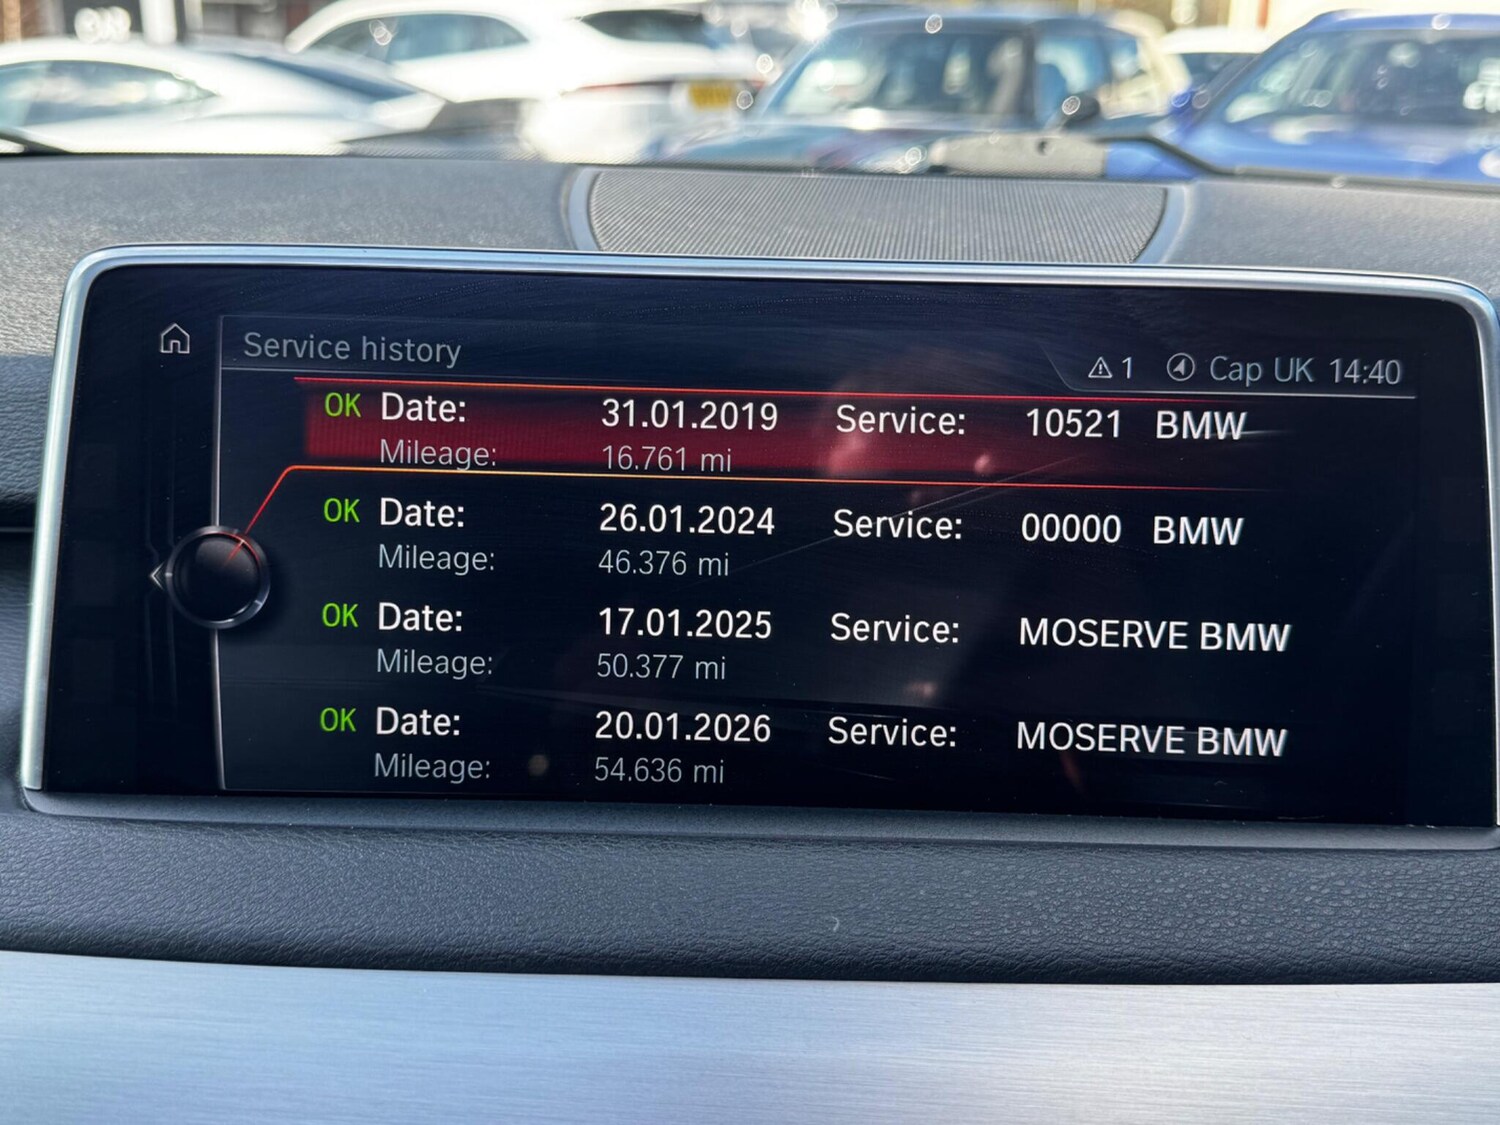 Service history
1 Cap UK 14:40
OK Date: 31.01.2019 Service: 10521 BMW
Mileage: 16.761 mi
OK Date: 26.01.2024 Service: 00000 BMW
Mileage: 46.376 mi
OK Date: 17.01.2025 Service: MOSERVE BMW
Mileage: 50.377 mi
OK Date: 20.01.2026 Service: MOSERVE BMW
Mileage: 54.636 mi